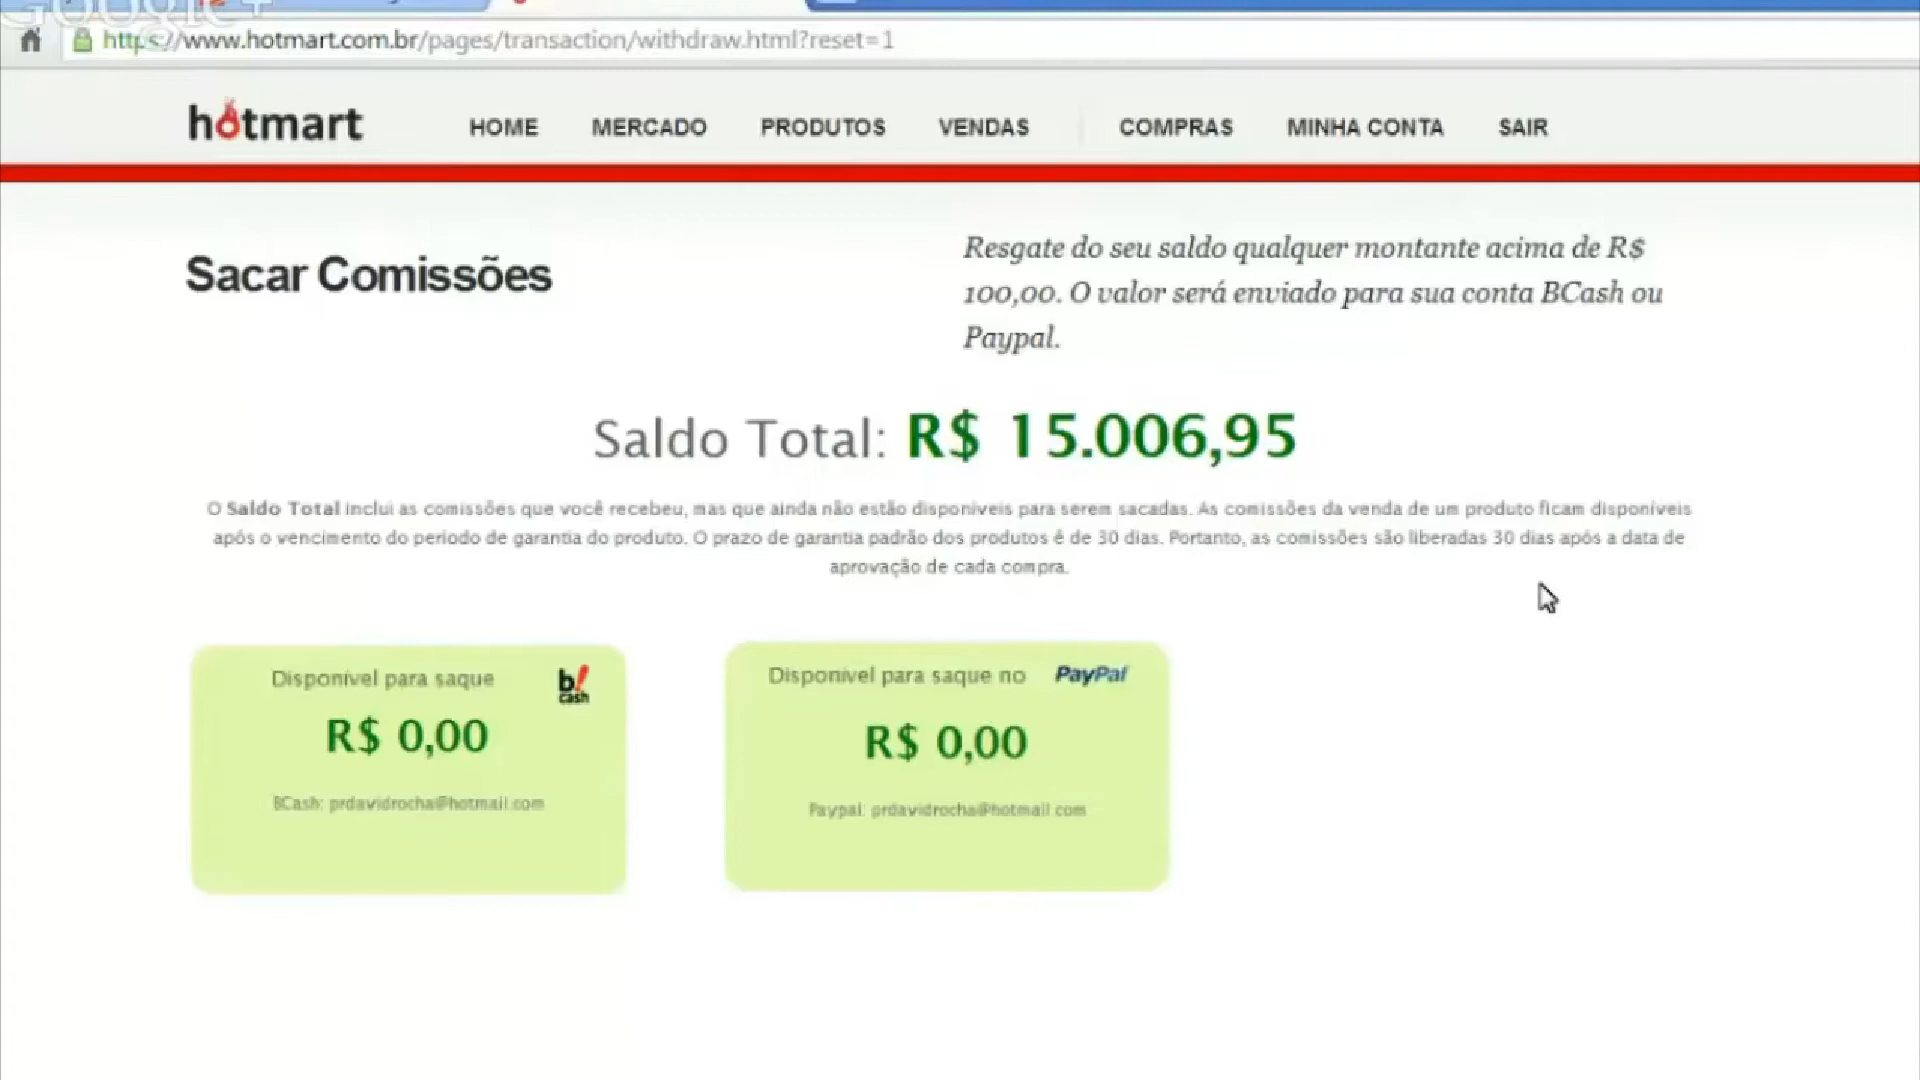 Google+
https://www.hotmart.com.br/pages/transaction/withdraw.html?reset=1
hotmart HOME MERCADO PRODUTOS VENDAS COMPRAS MINHA CONTA SAIR
Sacar Comissões
Resgate do seu saldo qualquer montante acima de R$
100,00. O valor será enviado para sua conta BCash ou
Paypal.
Saldo Total: R$ 15.006,95
O Saldo Total inclui as comissões que você recebeu, mas que ainda não estão disponíveis para serem sacadas. As comissões da venda de um produto ficam disponíveis
após o vencimento do período de garantia do produto. O prazo de garantia padrão dos produtos é de 30 dias. Portanto, as comissões são liberadas 30 dias após a data de
aprovação de cada compra.
Disponível para saque b! cash
R$ 0,00
BCash: prdavidrocha@hotmail.com
Disponível para saque no PayPal
R$ 0,00
Paypal: prdavidrocha@hotmail.com